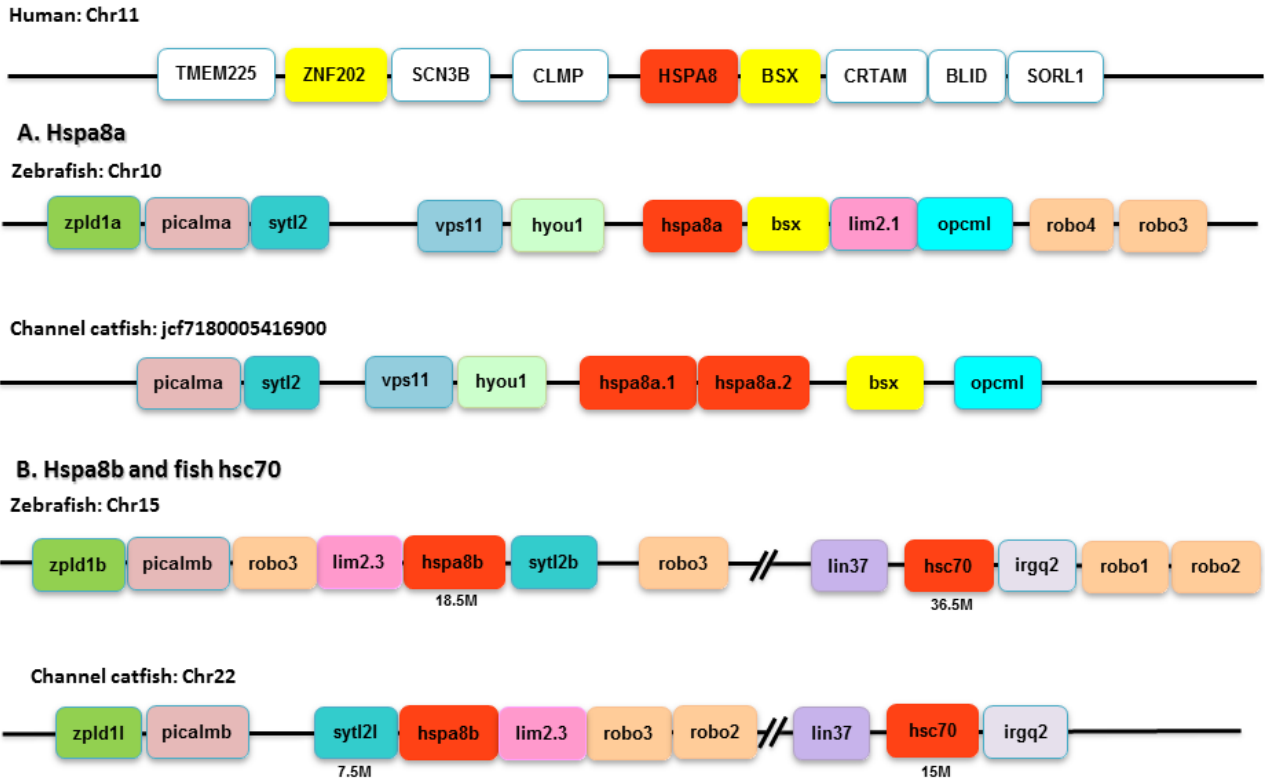 Human: Chr11
TMEM225 ZNF202 SCN3B CLMP HSPA8 BSX CRTAM BLID SORL1
A. Hspa8a
Zebrafish: Chr10
zpld1a picalma sytl2 vps11 hyou1 hspa8a bsx lim2.1 opcml robo4 robo3
Channel catfish: jcf7180005416900
picalma sytl2 vps11 hyou1 hspa8a.1 hspa8a.2 bsx opcml
B. Hspa8b and fish hsc70
Zebrafish: Chr15
zpld1b picalmb robo3 lim2.3 hspa8b sytl2b robo3 lin37 hsc70 irgq2 robo1 robo2
18.5M 36.5M
Channel catfish: Chr22
zpld1l picalmb sytl2l hspa8b lim2.3 robo3 robo2 lin37 hsc70 irgq2
7.5M 15M